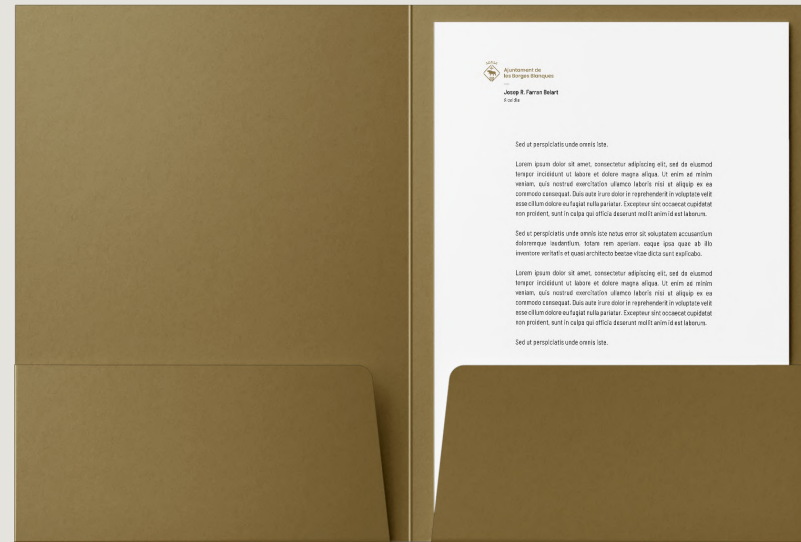 Ajuntament de
les Borges Blanques
Josep R. Farran Belart
Alcaldia
Sed ut perspiciatis unde omnis iste.
Lorem ipsum dolor sit amet, consectetur adipiscing elit, sed do eiusmod
tempor incididunt ut labore et dolore magna aliqua. Ut enim ad minim
veniam, quis nostrud exercitation ullamco laboris nisi ut aliquip ex ea
commodo consequat. Duis aute irure dolor in reprehenderit in voluptate velit
esse cillum dolore eu fugiat nulla pariatur. Excepteur sint occaecat cupidatat
non proident, sunt in culpa qui officia deserunt mollit anim id est laborum.
Sed ut perspiciatis unde omnis iste natus error sit voluptatem accusantium
doloremque laudantium, totam rem aperiam, eaque ipsa quae ab illo
inventore veritatis et quasi architecto beatae vitae dicta sunt explicabo.
Lorem ipsum dolor sit amet, consectetur adipiscing elit, sed do eiusmod
tempor incididunt ut labore et dolore magna aliqua. Ut enim ad minim
veniam, quis nostrud exercitation ullamco laboris nisi ut aliquip ex ea
commodo consequat. Duis aute irure dolor in reprehenderit in voluptate velit
esse cillum dolore eu fugiat nulla pariatur. Excepteur sint occaecat cupidatat
non proident, sunt in culpa qui officia deserunt mollit anim id est laborum.
Sed ut perspiciatis unde omnis iste.